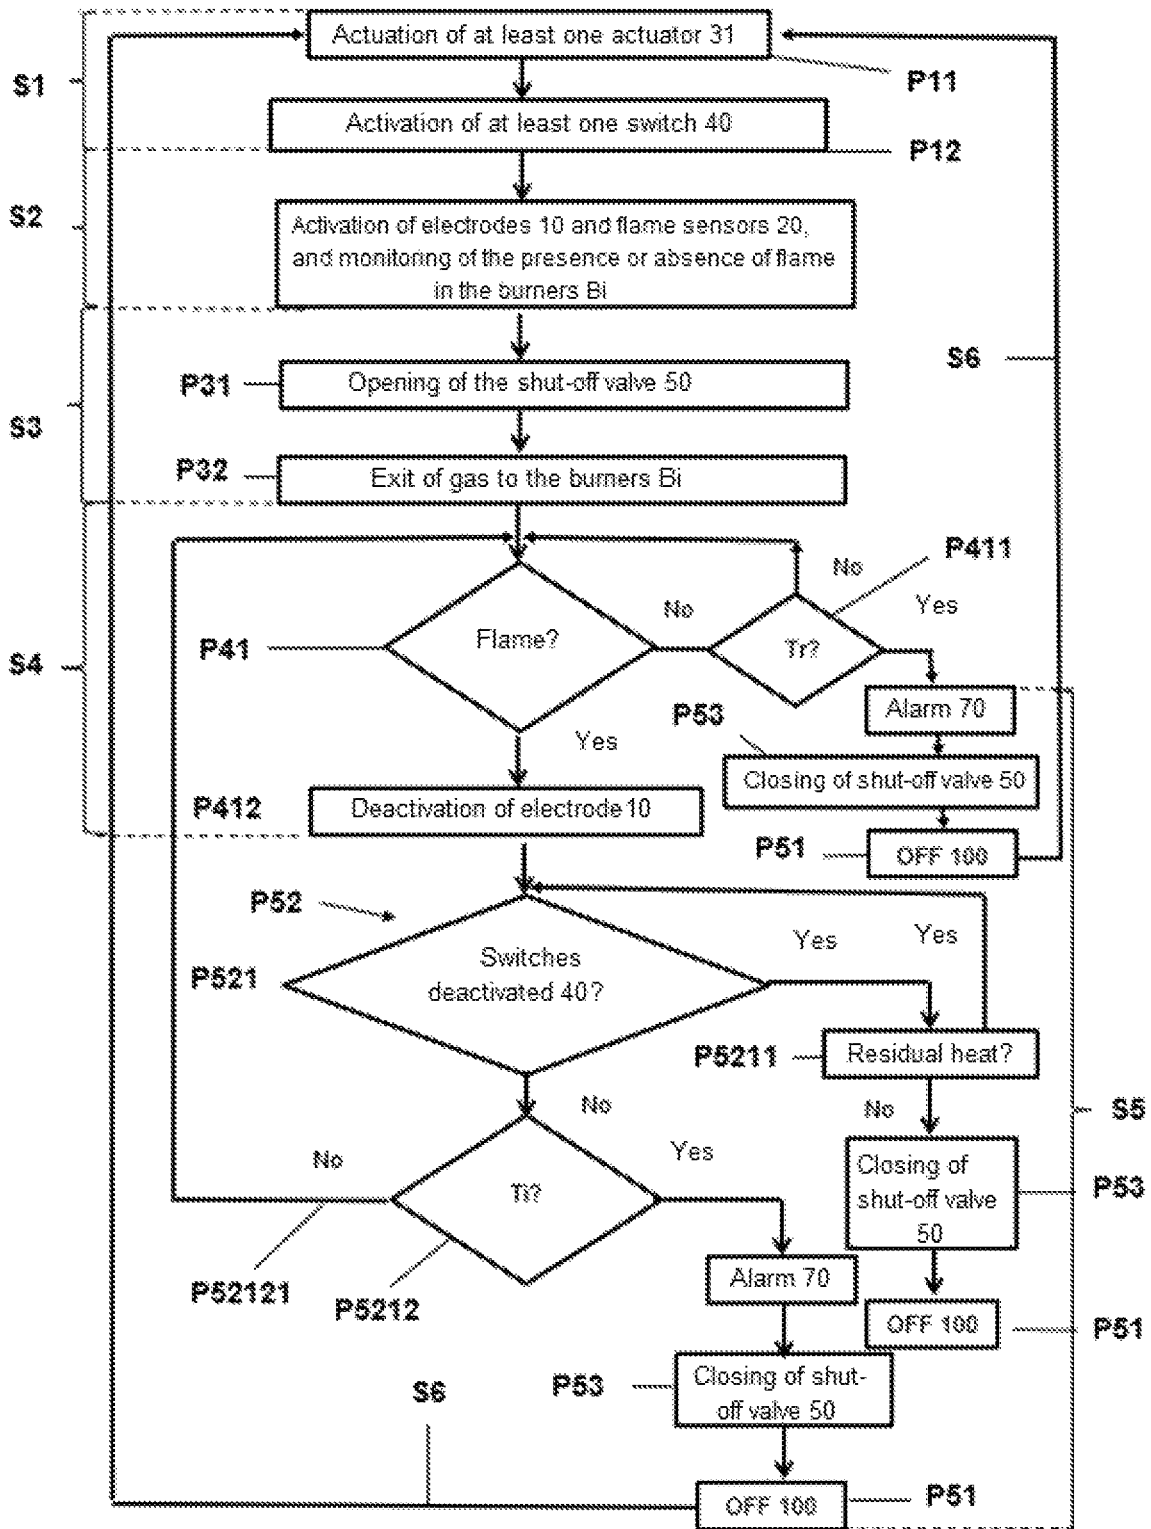 Actuation of at least one actuator 31
S1
P11
Activation of at least one switch 40
P12
S2
Activation of electrodes 10 and flame sensors 20,
and monitoring of the presence or absence of flame
in the burners Bi
S6
P31
Opening of the shut-off valve 50
S3
P32
Exit of gas to the burners Bi
P411
No
Yes
No
P41
Flame?
Tr?
S4
P53
Alarm 70
Yes
Closing of shut-off valve 50
P412
Deactivation of electrode 10
P51
OFF 100
P52
Yes
Yes
P521
Switches
deactivated 40?
P5211
Residual heat?
No
No
S5
No
Yes
Closing of
shut-off valve
50
P53
Ti?
P52121
P5212
Alarm 70
OFF 100
P51
S6
P53
Closing of shut-
off valve 50
OFF 100
P51